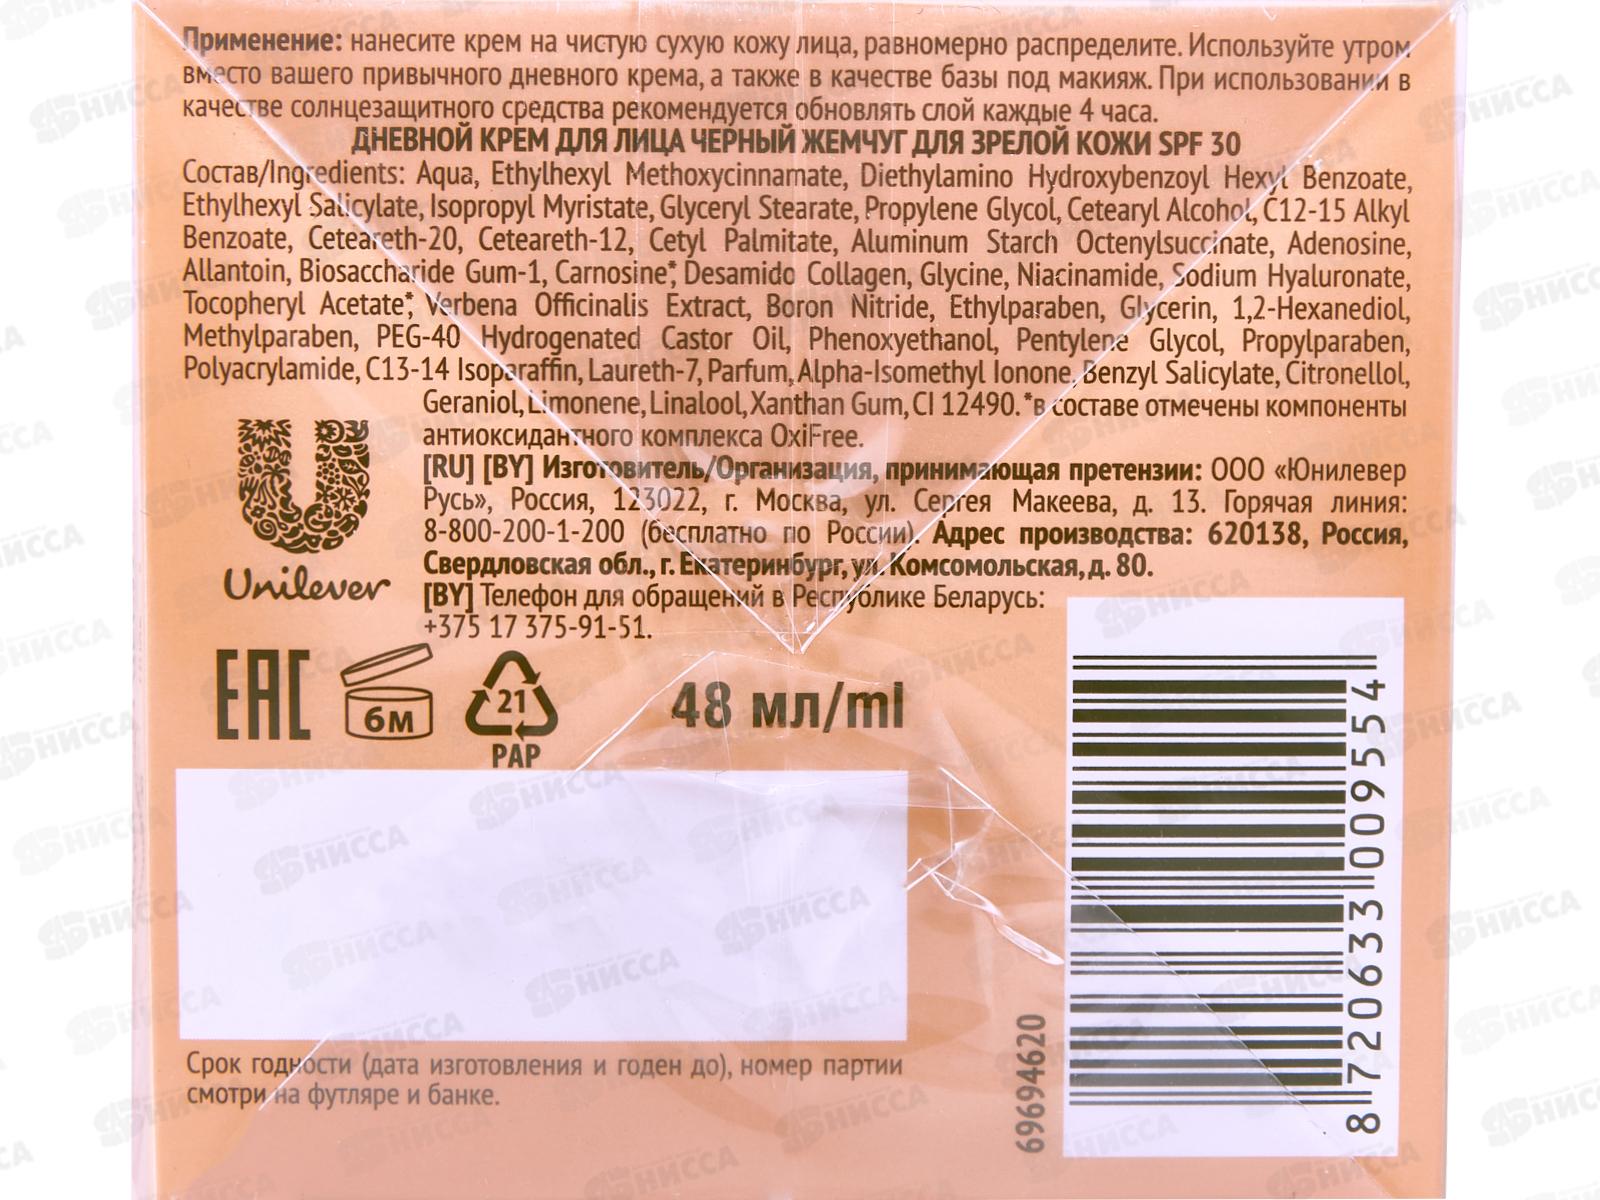 Применение: нанесите крем на чистую сухую кожу лица, равномерно распределите. Используйте утром
вместо вашего привычного дневного крема, а также в качестве базы под макияж. При использовании в
качестве солнцезащитного средства рекомендуется обновлять слой каждые 4 часа.
ДНЕВНОЙ КРЕМ ДЛЯ ЛИЦА ЧЕРНЫЙ ЖЕМЧУГ ДЛЯ ЗРЕЛОЙ КОЖИ SPF 30
Состав/Ingredients: Aqua, Ethylhexyl Methoxycinnamate, Diethylamino Hydroxybenzoyl Hexyl Benzoate,
Ethylhexyl Salicylate, Isopropyl Myristate, Glyceryl Stearate, Propylene Glycol, Cetearyl Alcohol, C12-15 Alkyl
Benzoate, Ceteareth-20, Ceteareth-12, Cetyl Palmitate, Aluminum Starch Octenylsuccinate, Adenosine,
Allantoin, Biosaccharide Gum-1, Carnosine*, Desamido Collagen, Glycine, Niacinamide, Sodium Hyaluronate,
Tocopheryl Acetate*, Verbena Officinalis Extract, Boron Nitride, Ethylparaben, Glycerin, 1,2-Hexanediol,
Methylparaben, PEG-40 Hydrogenated Castor Oil, Phenoxyethanol, Pentylene Glycol, Propylparaben,
Polyacrylamide, C13-14 Isoparaffin, Laureth-7, Parfum, Alpha-Isomethyl Ionone, Benzyl Salicylate, Citronellol,
Geraniol, Limonene, Linalool, Xanthan Gum, CI 12490. *в составе отмечены компоненты
антиоксидантного комплекса OxiFree.
[RU] [BY] Изготовитель/Организация, принимающая претензии: ООО «Юнилевер
Русь», Россия, 123022, г. Москва, ул. Сергея Макеева, д. 13. Горячая линия:
8-800-200-1-200 (бесплатно по России). Адрес производства: 620138, Россия,
Свердловская обл., г. Екатеринбург, ул. Комсомольская, д. 80.
[BY] Телефон для обращений в Республике Беларусь:
+375 17 375-91-51.
Unilever
EAC
6м
21
PAP
48 мл/ml
Срок годности (дата изготовления и годен до), номер партии
смотри на футляре и банке.
69694620
8 720633 009554
НИССА